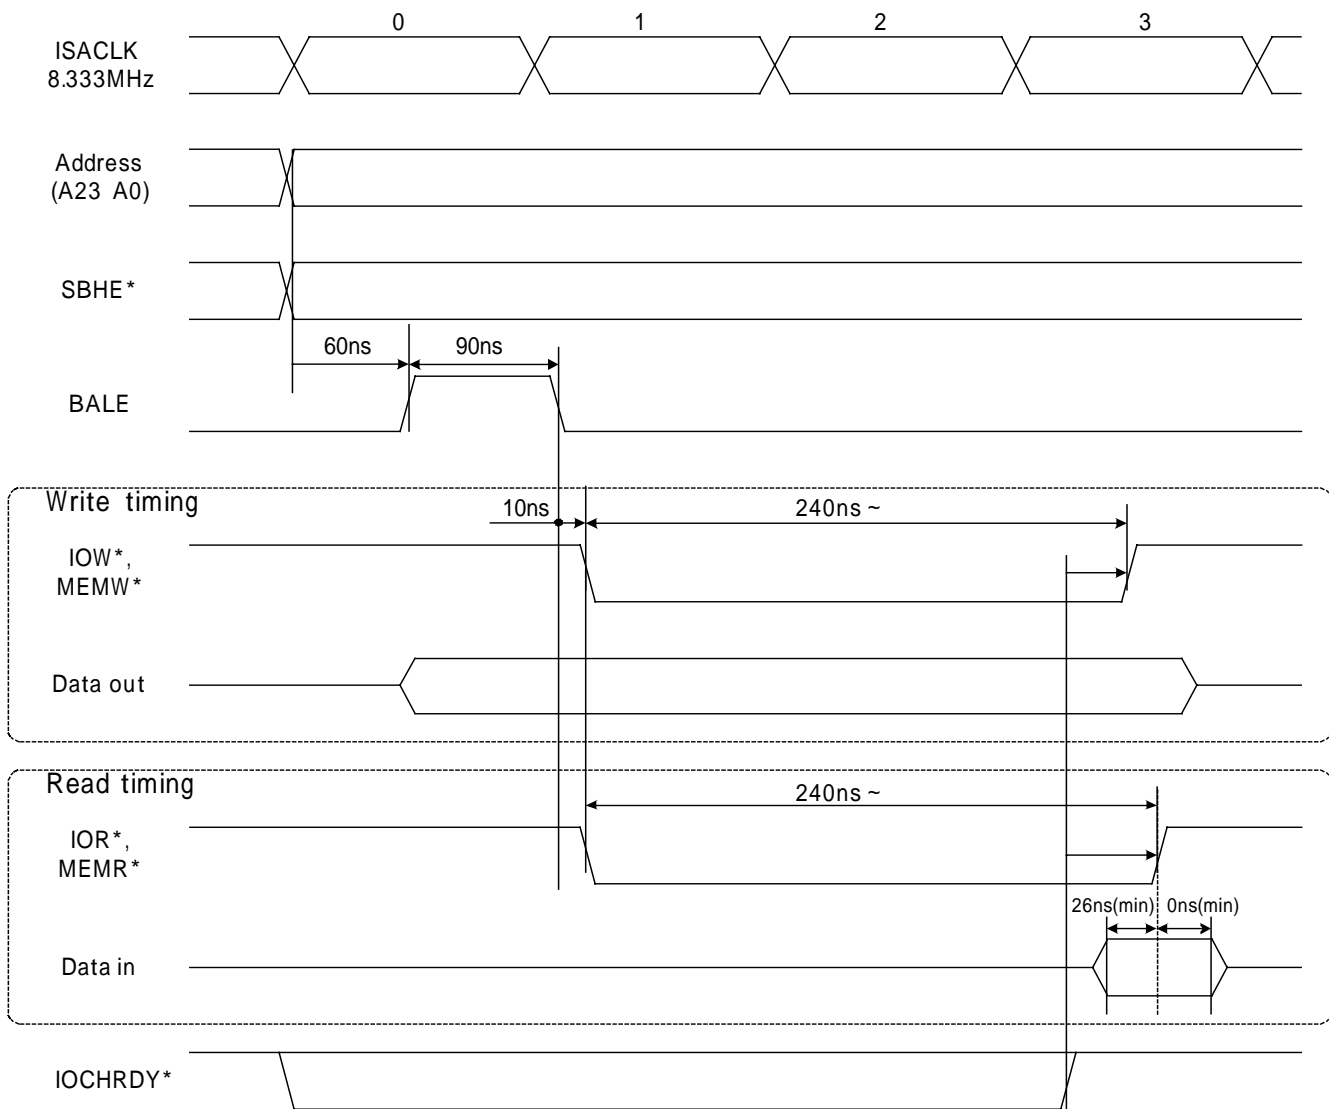 0 1 2 3
ISACLK
8.333MHz
Address
(A23 A0)
SBHE*
60ns 90ns
BALE
Write timing
10ns 240ns ~
IOW*,
MEMW*
Data out
Read timing
240ns ~
IOR*,
MEMR*
26ns(min) 0ns(min)
Data in
IOCHRDY*